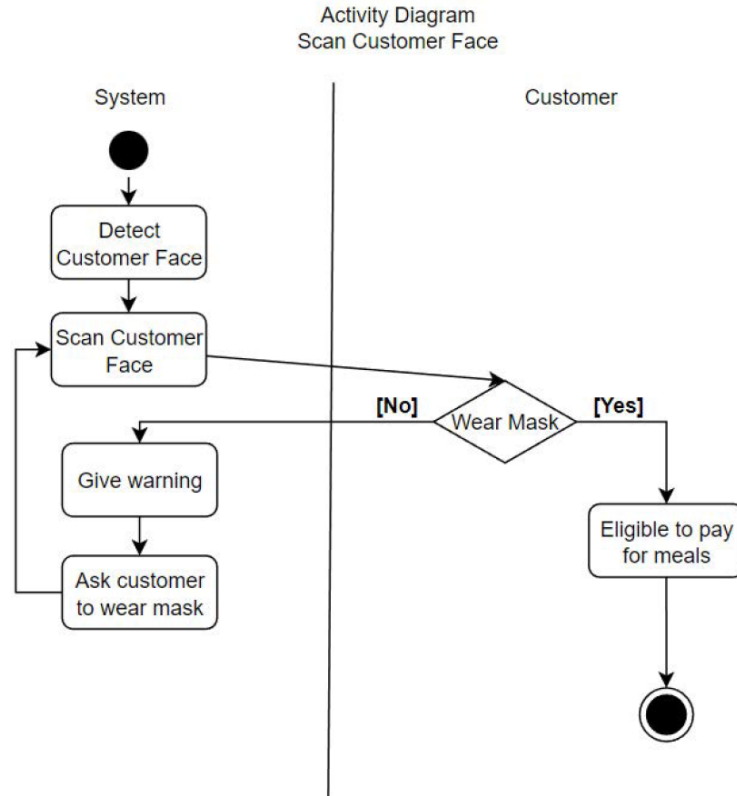 Activity Diagram
Scan Customer Face
System
Customer
Detect
Customer Face
Scan Customer
Face
[No]
Wear Mask
[Yes]
Give warning
Eligible to pay
for meals
Ask customer
to wear mask